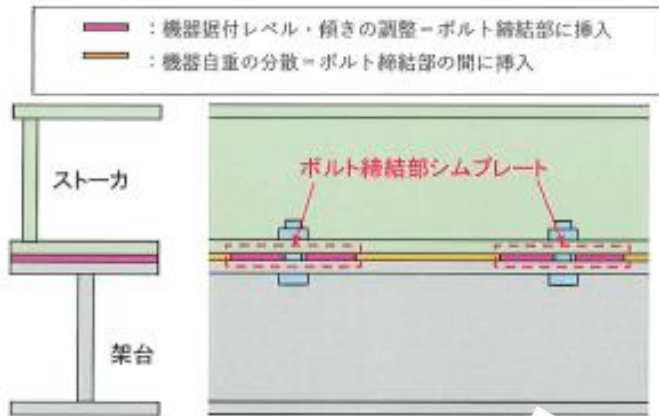 ：機器据付レベル・傾きの調整＝ボルト締結部に挿入
：機器自重の分散＝ボルト締結部の間に挿入
ストーカ
ボルト締結部シムプレート
架台